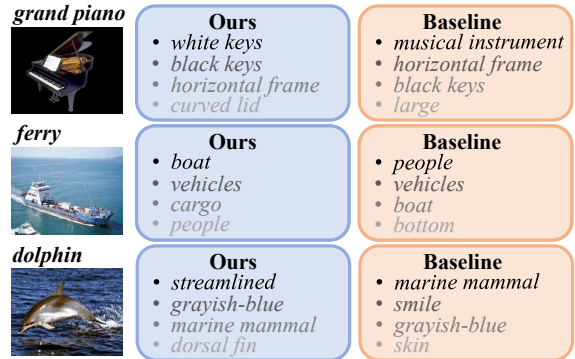 grand piano
Ours
• white keys
• black keys
• horizontal frame
• curved lid
Baseline
• musical instrument
• horizontal frame
• black keys
• large
ferry
Ours
• boat
• vehicles
• cargo
• people
Baseline
• people
• vehicles
• boat
• bottom
dolphin
Ours
• streamlined
• grayish-blue
• marine mammal
• dorsal fin
Baseline
• marine mammal
• smile
• grayish-blue
• skin